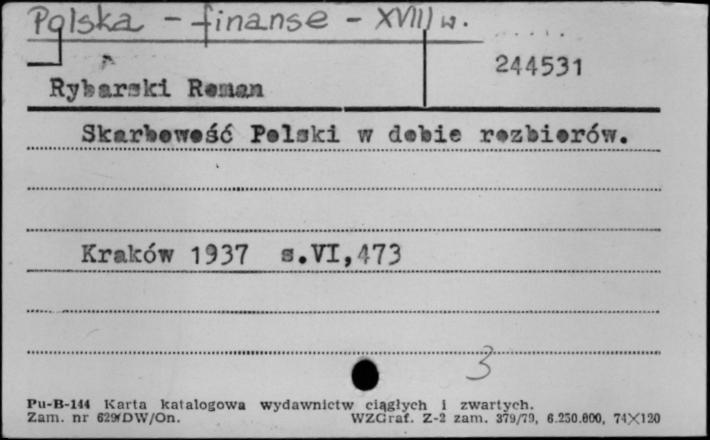 Polska - finanse - XVIII w.
244531
Rybarski Roman
Skarbowość Polski w dobie rozbiorów.
Kraków 1937 s.VI,473
3
Pu-B-144 Karta katalogowa wydawnictw ciągłych i zwartych.
Zam. nr 629/DW/On. WZGraf. Z-2 zam. 379/79, 6.250.000, 74X120